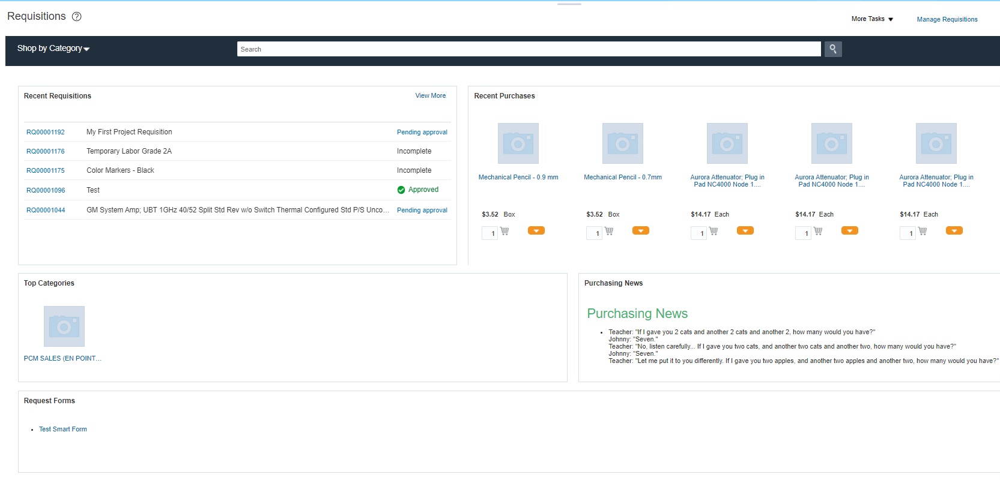 Requisitions ?
More Tasks
Manage Requisitions
Shop by Category
Search
Recent Requisitions
View More
RQ00001192 My First Project Requisition Pending approval
RQ00001176 Temporary Labor Grade 2A Incomplete
RQ00001175 Color Markers - Black Incomplete
RQ00001096 Test Approved
RQ00001044 GM System Amp; UBT 1GHz 40/52 Split Std Rev w/o Switch Thermal Configured Std P/S Unco... Pending approval
Recent Purchases
Mechanical Pencil - 0.9 mm
$3.52 Box
1
Mechanical Pencil - 0.7mm
$3.52 Box
1
Aurora Attenuator; Plug in
Pad NC4000 Node 1....
$14.17 Each
1
Aurora Attenuator; Plug in
Pad NC4000 Node 1....
$14.17 Each
1
Aurora Attenuator; Plug in
Pad NC4000 Node 1....
$14.17 Each
1
Top Categories
PCM SALES (EN POINT...
Purchasing News
Purchasing News
• Teacher: "If I gave you 2 cats and another 2 cats and another 2, how many would you have?"
Johnny: "Seven."
Teacher: "No, listen carefully... If I gave you two cats, and another two cats and another two, how many would you have?"
Johnny: "Seven."
Teacher: "Let me put it to you differently. If I gave you two apples, and another two apples and another two, how many would you have?"
Request Forms
• Test Smart Form